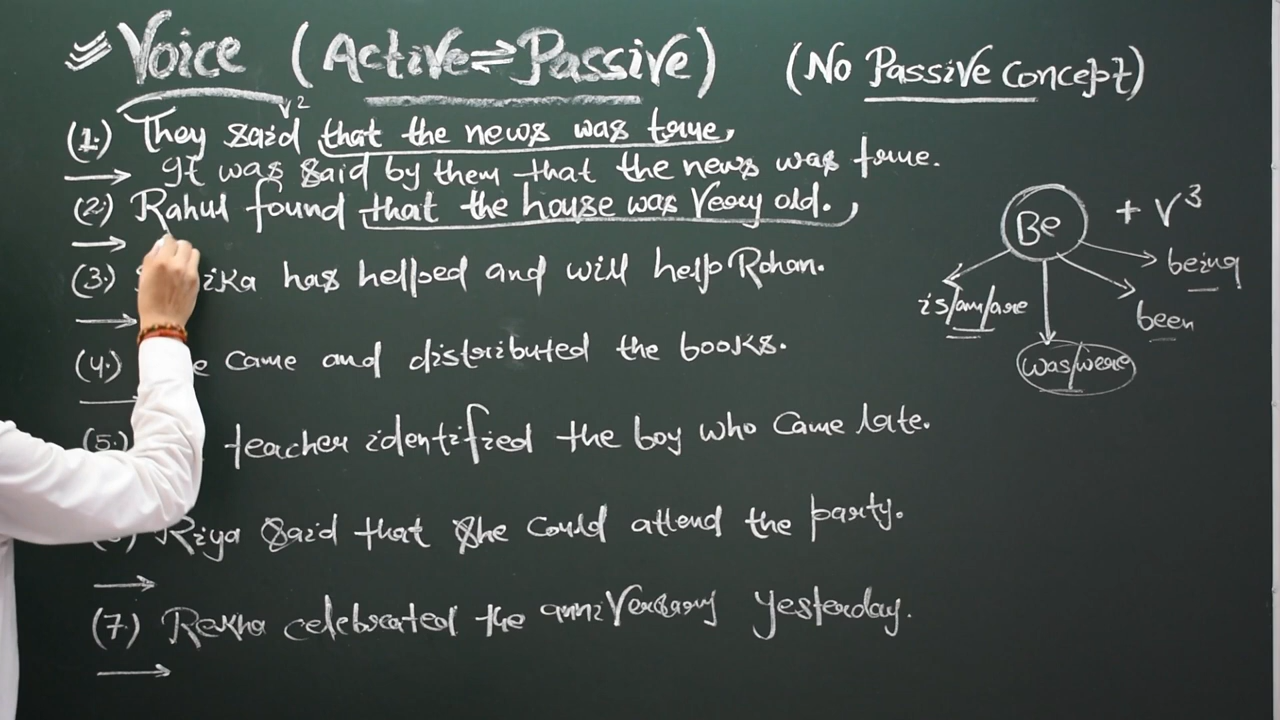 Voice (Active ⇌ Passive) (No Passive Concept)
V²
(1.) They said that the news was true,
→ It was said by them that the news was true.
(2.) Rahul found that the house was very old.,
→
(3.) ika has helped and will help Rohan.
→
(4.) e came and distributed the books.
→
(5.) teacher identified the boy who came late.
Riya said that she could attend the party.
→
(7.) Rekha celebrated the anniversary yesterday.
→
Be + V³
being
is/am/are
been
was/were